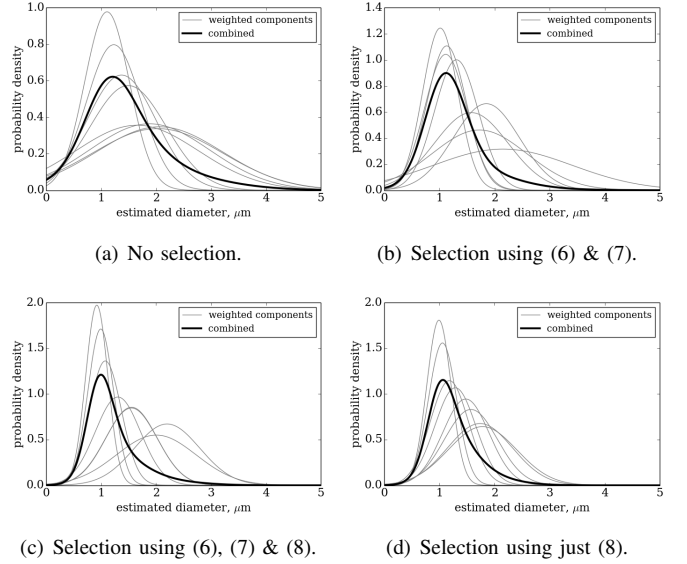 1.0
0.8
0.6
0.4
0.2
0.0
0 1 2 3 4 5
probability density
estimated diameter, μm
weighted components
combined
(a) No selection.
1.4
1.2
1.0
0.8
0.6
0.4
0.2
0.0
0 1 2 3 4 5
probability density
estimated diameter, μm
weighted components
combined
(b) Selection using (6) & (7).
2.0
1.5
1.0
0.5
0.0
0 1 2 3 4 5
probability density
estimated diameter, μm
weighted components
combined
(c) Selection using (6), (7) & (8).
2.0
1.5
1.0
0.5
0.0
0 1 2 3 4 5
probability density
estimated diameter, μm
weighted components
combined
(d) Selection using just (8).